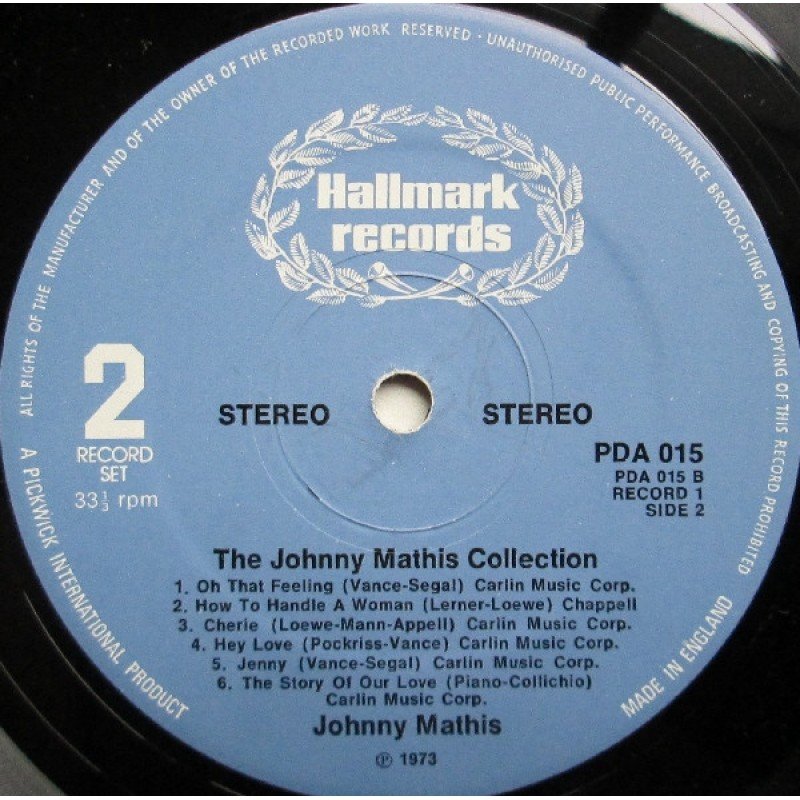 ALL RIGHTS OF THE MANUFACTURER AND OF THE OWNER OF THE RECORDED WORK RESERVED - UNAUTHORISED PUBLIC PERFORMANCE BROADCASTING AND COPYING OF THIS RECORD PROHIBITED
Hallmark
records
2
RECORD
SET
33⅓ rpm
STEREO STEREO
PDA 015
PDA 015 B
RECORD 1
SIDE 2
The Johnny Mathis Collection
1. Oh That Feeling (Vance-Segal) Carlin Music Corp.
2. How To Handle A Woman (Lerner-Loewe) Chappell
3. Cherie (Loewe-Mann-Appell) Carlin Music Corp.
4. Hey Love (Pockriss-Vance) Carlin Music Corp.
5. Jenny (Vance-Segal) Carlin Music Corp.
6. The Story Of Our Love (Piano-Collichio)
Carlin Music Corp.
Johnny Mathis
℗ 1973
A PICKWICK INTERNATIONAL PRODUCT
MADE IN ENGLAND